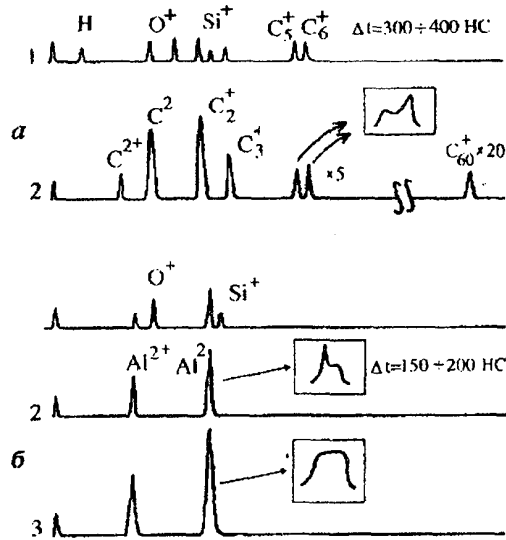 H O⁺ Si⁺ C₅⁺ C₆⁺ Δt=300÷400 НС
1
а
C²⁺ C² C₂⁺ C₃⁴ ×5 C₆₀⁺ ×20
2
O⁺ Si⁺
Al²⁺ Al² Δt=150÷200 НС
2
б
3